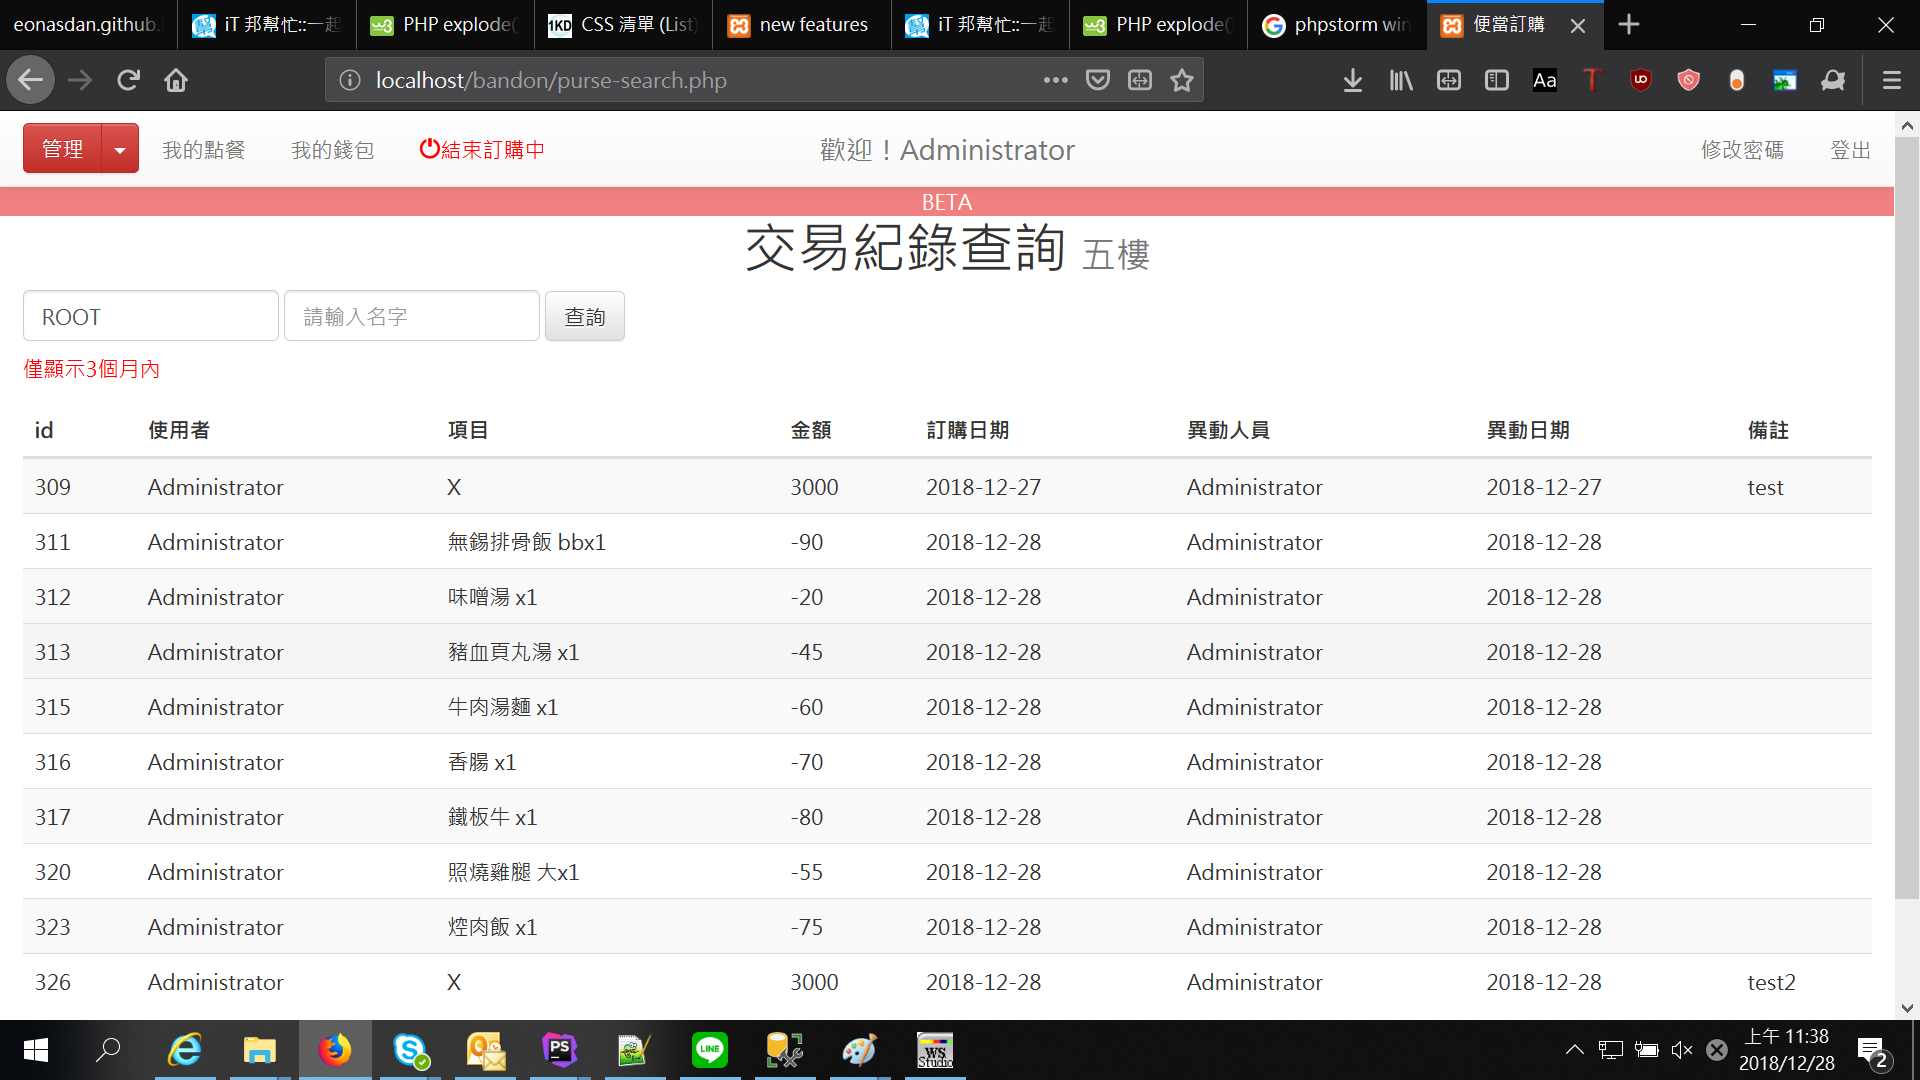 eonasdan.github.i
iT 邦幫忙::一起
PHP explode()
1KD CSS 清單 (List)
new features
iT 邦幫忙::一起
PHP explode()
phpstorm win
便當訂購
localhost/bandon/purse-search.php
管理 我的點餐 我的錢包 結束訂購中 歡迎！Administrator 修改密碼 登出
BETA
交易紀錄查詢 五樓
ROOT 請輸入名字 查詢
僅顯示3個月內
id 使用者 項目 金額 訂購日期 異動人員 異動日期 備註
309 Administrator X 3000 2018-12-27 Administrator 2018-12-27 test
311 Administrator 無錫排骨飯 bbx1 -90 2018-12-28 Administrator 2018-12-28
312 Administrator 味噌湯 x1 -20 2018-12-28 Administrator 2018-12-28
313 Administrator 豬血貢丸湯 x1 -45 2018-12-28 Administrator 2018-12-28
315 Administrator 牛肉湯麵 x1 -60 2018-12-28 Administrator 2018-12-28
316 Administrator 香腸 x1 -70 2018-12-28 Administrator 2018-12-28
317 Administrator 鐵板牛 x1 -80 2018-12-28 Administrator 2018-12-28
320 Administrator 照燒雞腿 大x1 -55 2018-12-28 Administrator 2018-12-28
323 Administrator 焢肉飯 x1 -75 2018-12-28 Administrator 2018-12-28
326 Administrator X 3000 2018-12-28 Administrator 2018-12-28 test2
PS
LINE
WS
Studio
上午 11:38
2018/12/28
2